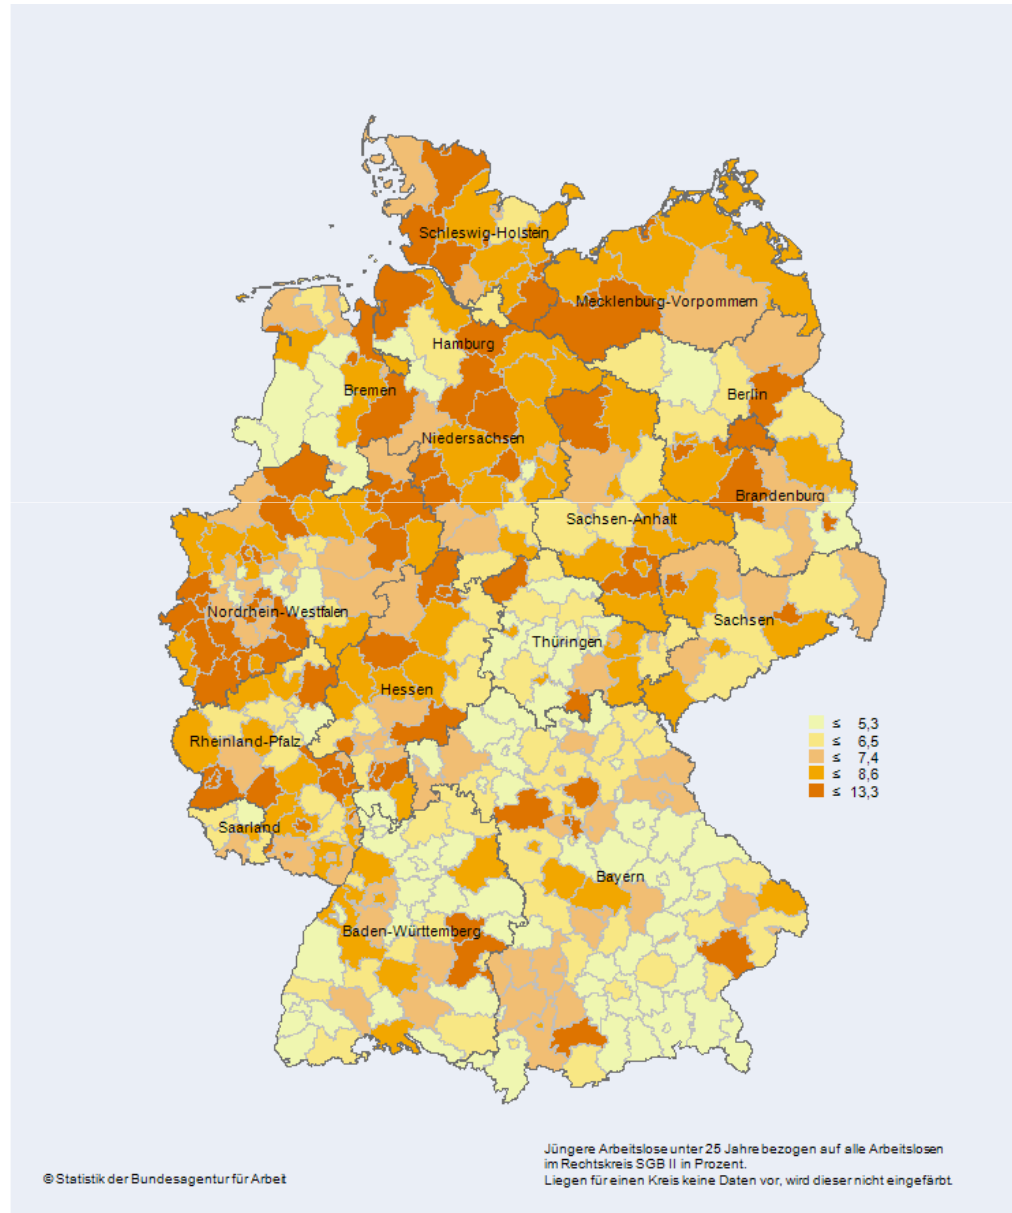 Schleswig-Holstein
Mecklenburg-Vorpommern
Hamburg
Bremen
Berlin
Niedersachsen
Brandenburg
Sachsen-Anhalt
Nordrhein-Westfalen
Sachsen
Thüringen
Hessen
Rheinland-Pfalz
Saarland
Bayern
Baden-Württemberg
≤ 5,3
≤ 6,5
≤ 7,4
≤ 8,6
≤ 13,3
Jüngere Arbeitslose unter 25 Jahre bezogen auf alle Arbeitslosen
im Rechtskreis SGB II in Prozent.
Liegen für einen Kreis keine Daten vor, wird dieser nicht eingefärbt.
© Statistik der Bundesagentur für Arbeit